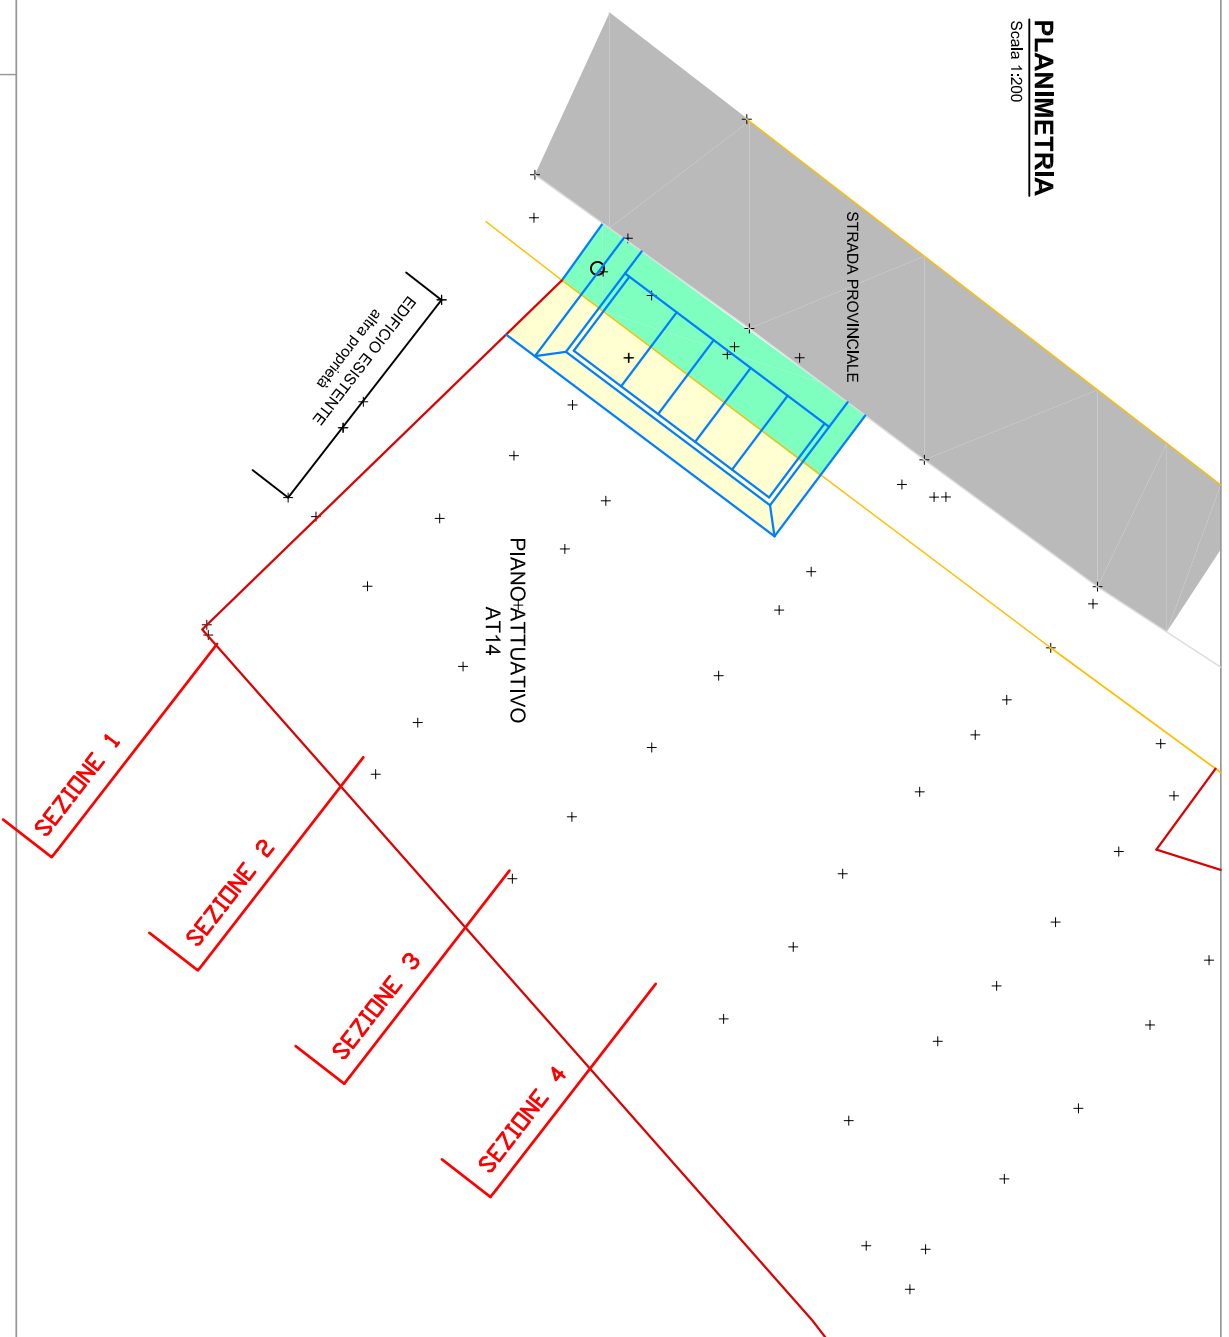 PLANIMETRIA
Scala 1:200
STRADA PROVINCIALE
EDIFICIO ESISTENTE
altra proprietà
PIANO ATTUATIVO
AT14
SEZIONE 1
SEZIONE 2
SEZIONE 3
SEZIONE 4